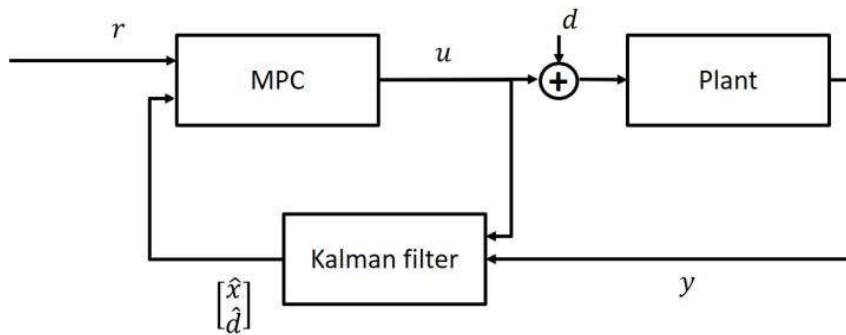 r
d
u
MPC
Plant
Kalman filter
y
[x̂
d̂]